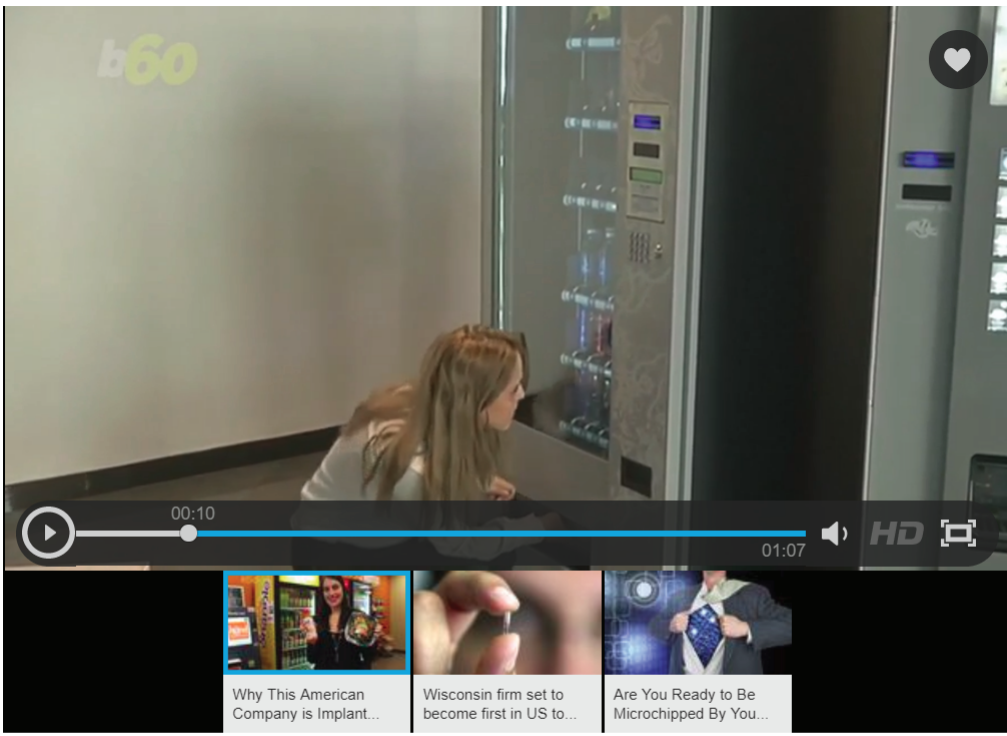 b60
00:10
01:07
HD
Why This American
Company is Implant...
Wisconsin firm set to
become first in US to...
Are You Ready to Be
Microchipped By You...